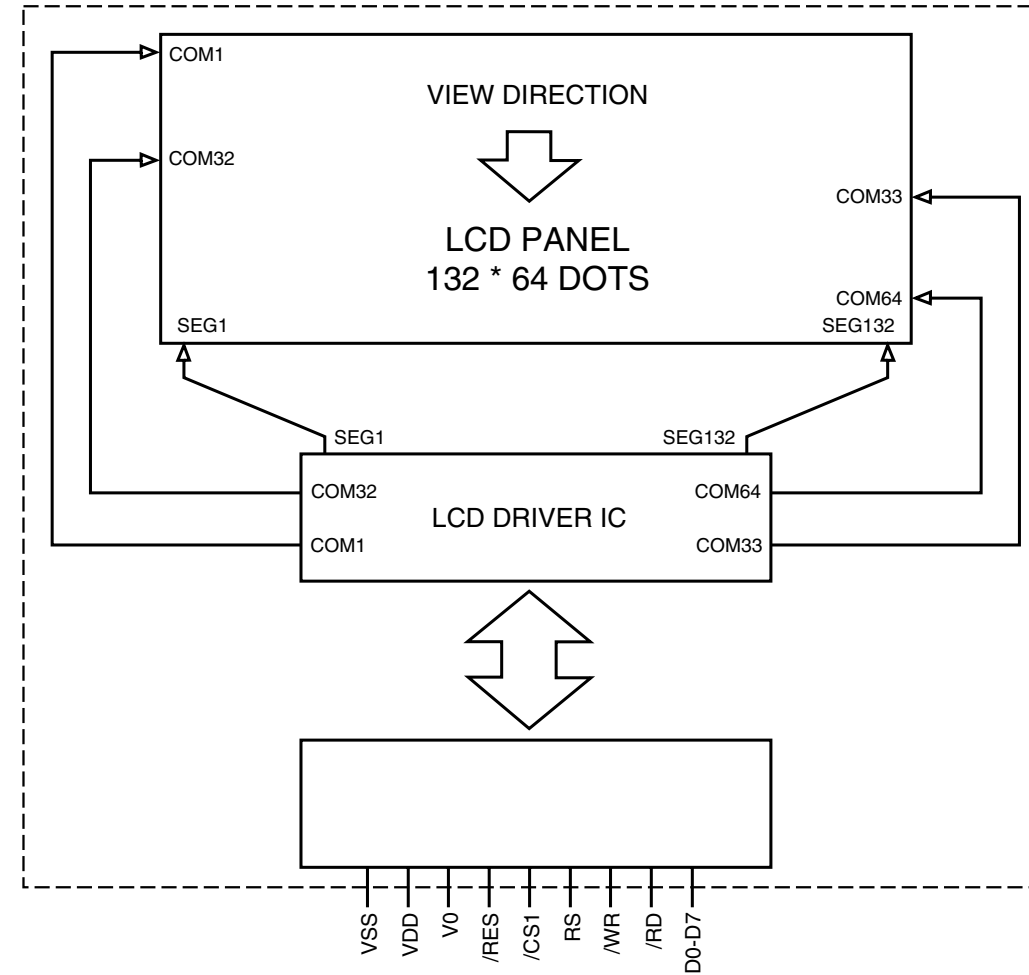 COM1
VIEW DIRECTION
COM32
COM33
LCD PANEL
132 * 64 DOTS
COM64
SEG1
SEG132
SEG1
SEG132
COM32
COM64
LCD DRIVER IC
COM1
COM33
VSS
VDD
V0
/RES
/CS1
RS
/WR
/RD
D0-D7